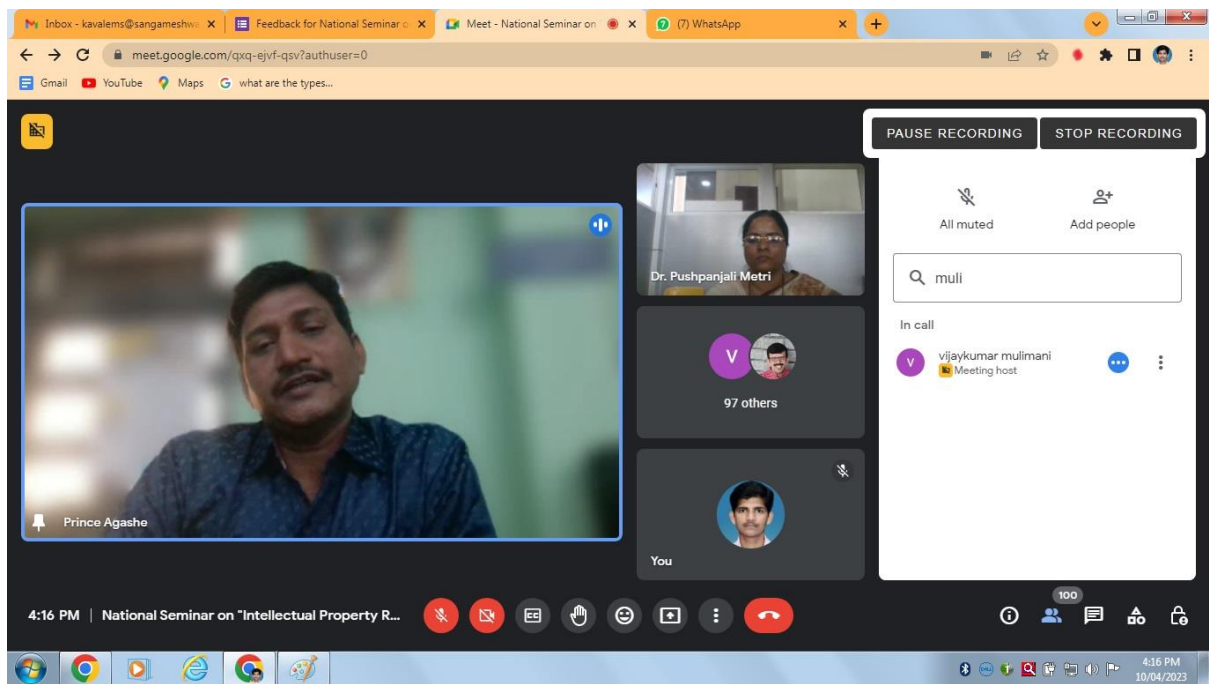 Inbox - kavalems@sangameshwa
Feedback for National Seminar o
Meet - National Seminar on
(7) WhatsApp
meet.google.com/qxq-ejvf-qsv?authuser=0
Gmail
YouTube
Maps
what are the types...
PAUSE RECORDING
STOP RECORDING
All muted
Add people
muli
In call
V
vijaykumar mulimani
Meeting host
Dr. Pushpanjali Metri
V
97 others
Prince Agashe
You
4:16 PM | National Seminar on "Intellectual Property R...
CC
100
4:16 PM
10/04/2023